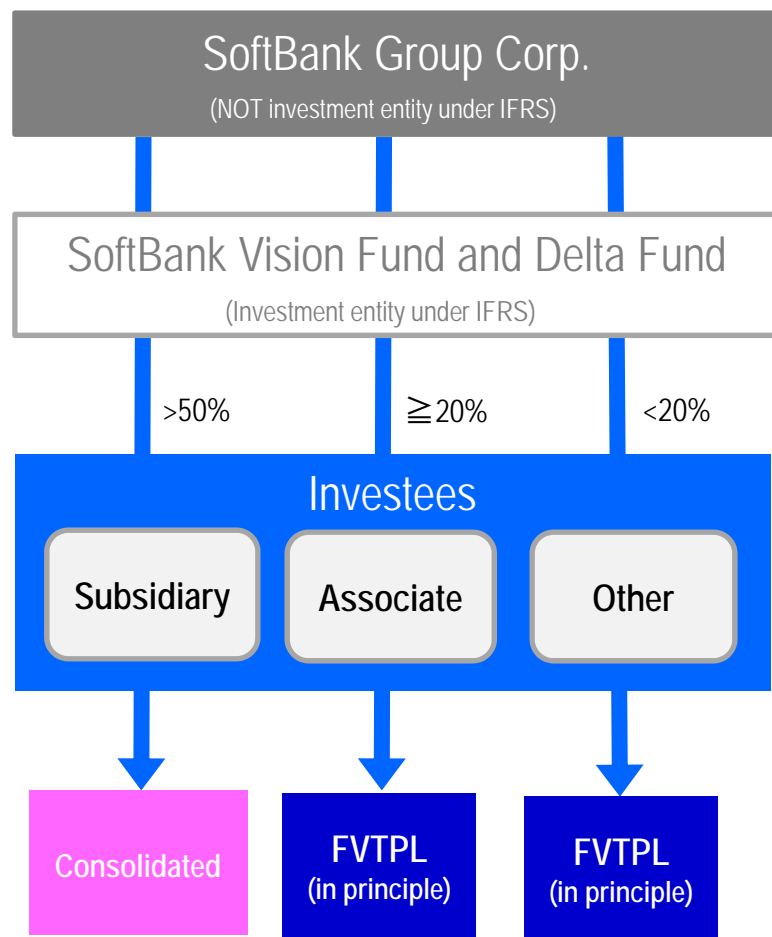 SoftBank Group Corp.
(NOT investment entity under IFRS)
SoftBank Vision Fund and Delta Fund
(Investment entity under IFRS)
>50% ≧20% <20%
Investees
Subsidiary Associate Other
Consolidated FVTPL (in principle) FVTPL (in principle)